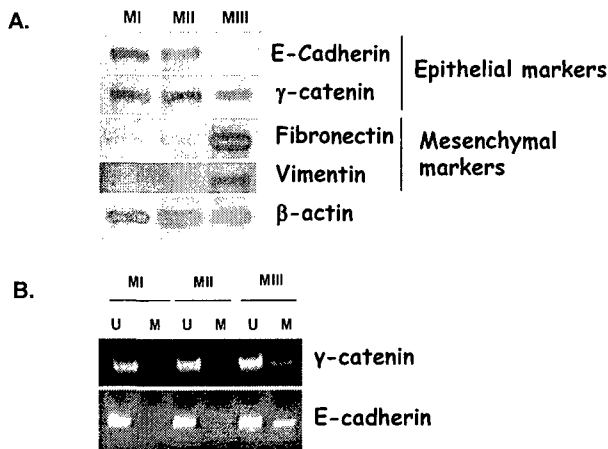 A.
MI MII MIII
E-Cadherin
γ-catenin
Epithelial markers
Fibronectin
Vimentin
Mesenchymal
markers
β-actin
B.
MI MII MIII
U M U M U M
γ-catenin
E-cadherin